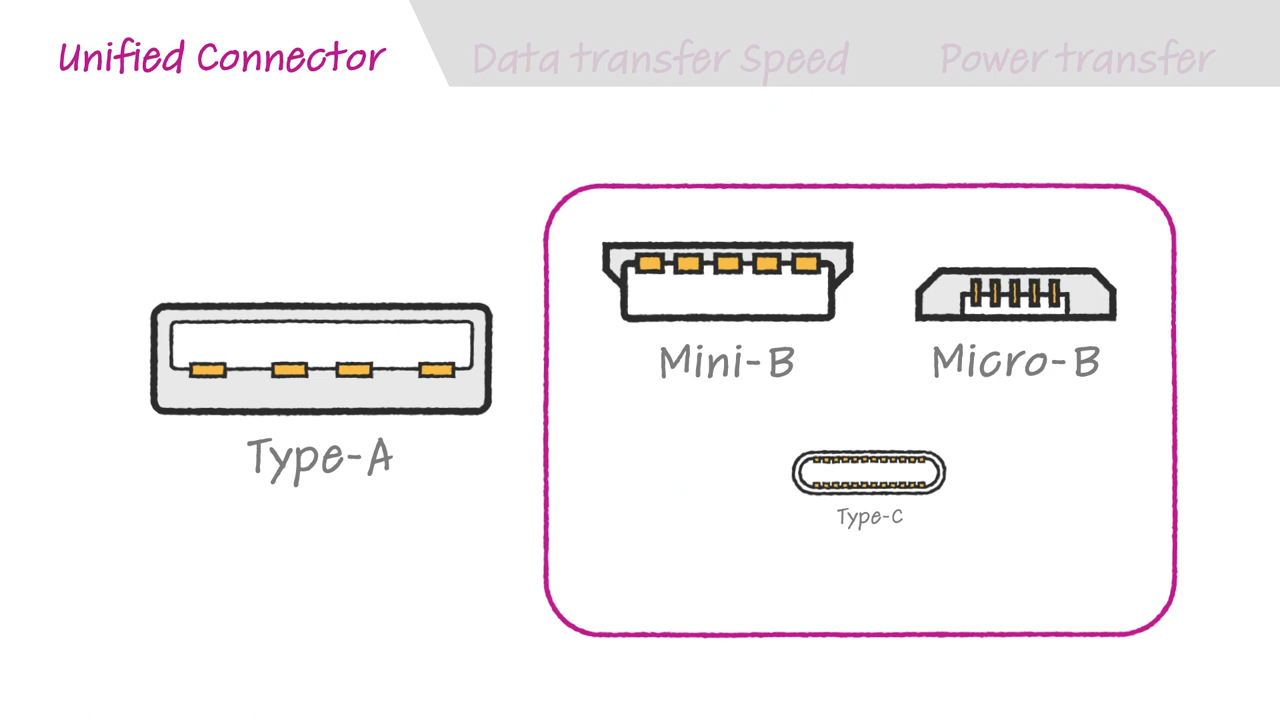 Unified Connector
Data transfer Speed
Power transfer
Type-A
Mini-B
Micro-B
Type-C